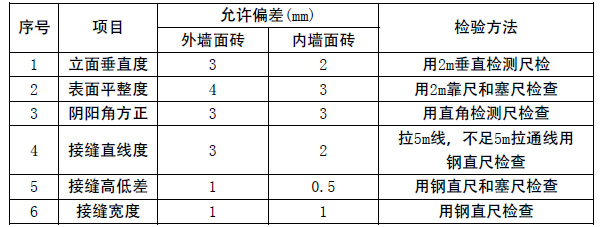 序号 项目 允许偏差(mm) 检验方法
外墙面砖 内墙面砖
1 立面垂直度 3 2 用2m垂直检测尺检
2 表面平整度 4 3 用2m靠尺和塞尺检查
3 阴阳角方正 3 3 用直角检测尺检查
4 接缝直线度 3 2 拉5m线，不足5m拉通线用
钢直尺检查
5 接缝高低差 1 0.5 用钢直尺和塞尺检查
6 接缝宽度 1 1 用钢直尺检查